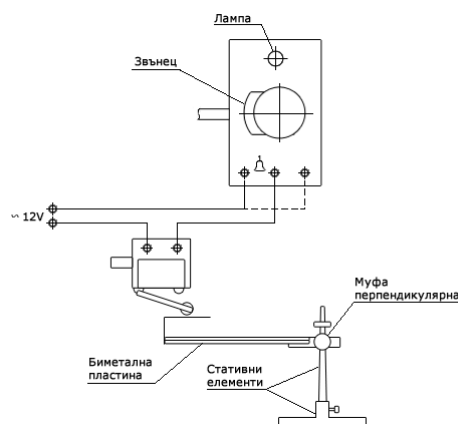 Лампа
Звънец
~ 12V
Муфа
перпендикулярна
Биметална
пластина
Стативни
елементи